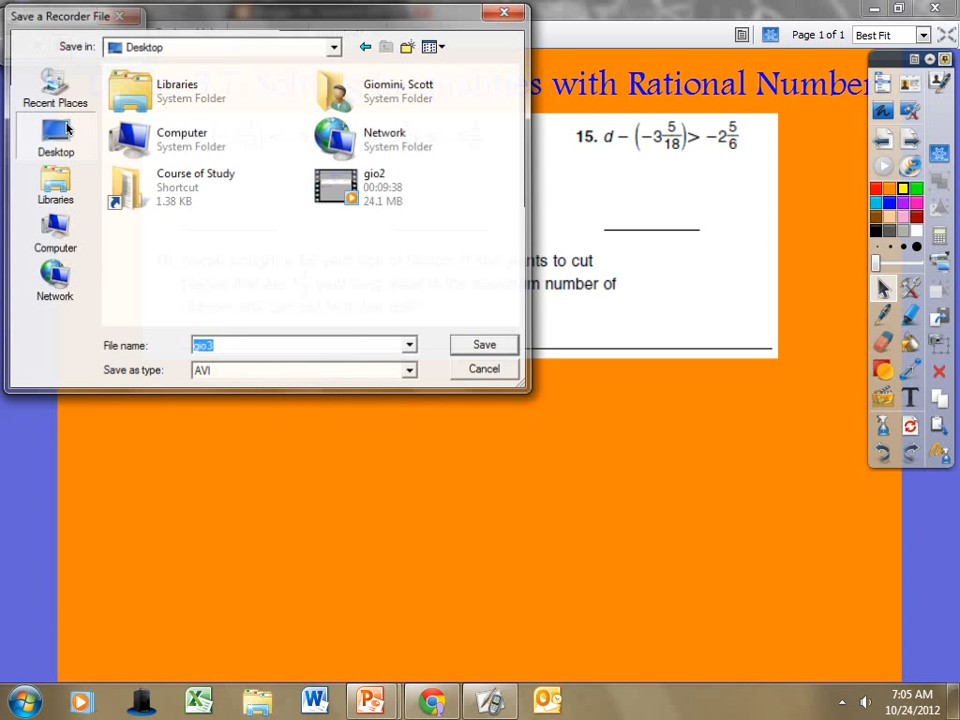 Save a Recorder File
Save in: Desktop
Page 1 of 1 Best Fit
Recent Places
Desktop
Libraries
Computer
Network
Libraries
System Folder
Giomini, Scott
System Folder
Computer
System Folder
Network
System Folder
Course of Study
Shortcut
1.38 KB
gio2
00:09:38
24.1 MB
File name: gio3
Save
Save as type: AVI
Cancel
with Rational Number
15. d − (−3 5/18) > −2 5/6
wants to cut
number of
7:05 AM
10/24/2012